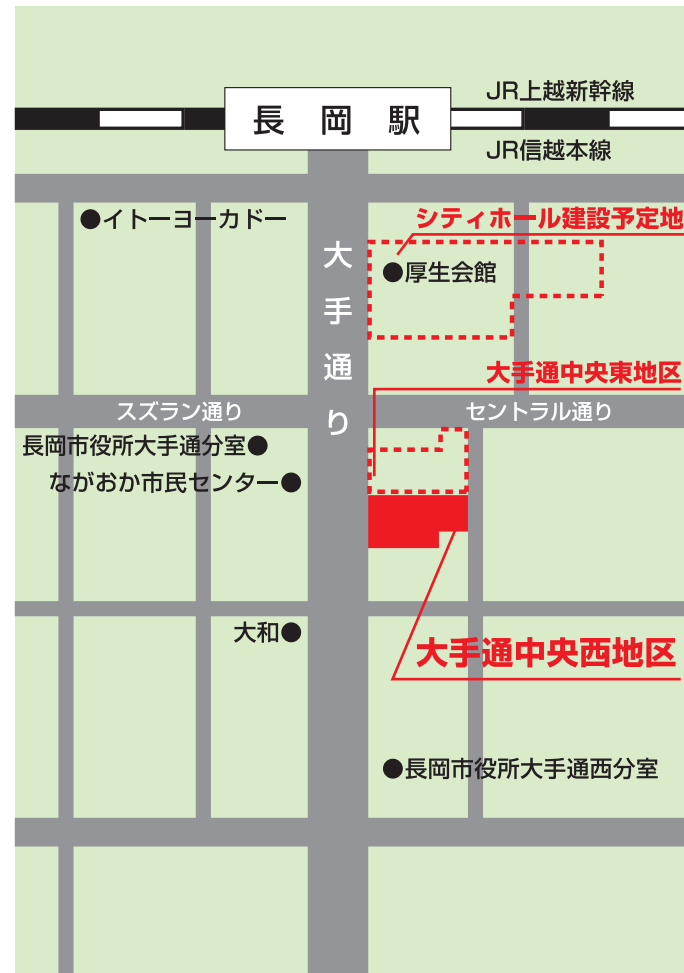 JR上越新幹線
長岡駅
JR信越本線
●イトーヨーカドー
シティホール建設予定地
●厚生会館
大手通り
大手通中央東地区
スズラン通り
セントラル通り
長岡市役所大手通分室●
ながおか市民センター●
大和●
大手通中央西地区
●長岡市役所大手通西分室